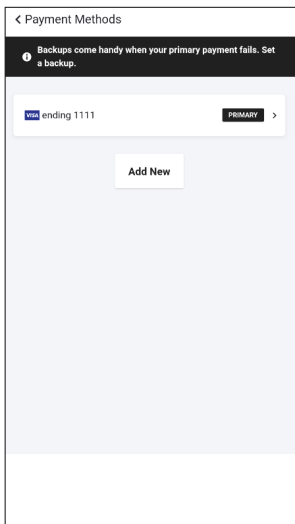 Payment Methods
Backups come handy when your primary payment fails. Set
a backup.
VISA ending 1111 PRIMARY
Add New